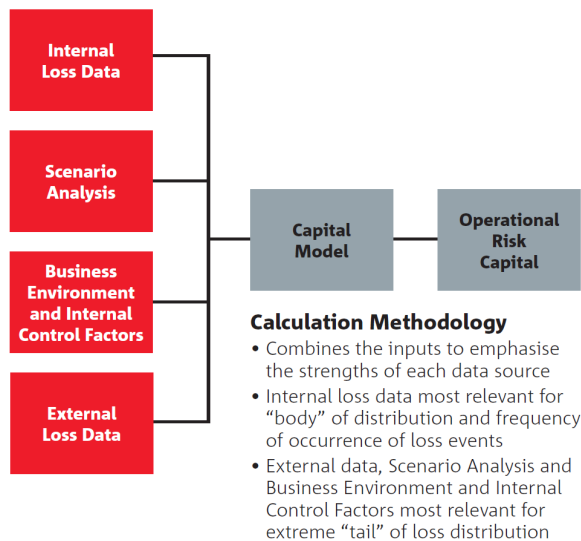 Internal
Loss Data
Scenario
Analysis
Business
Environment
and Internal
Control Factors
External
Loss Data
Capital
Model
Operational
Risk
Capital
Calculation Methodology
• Combines the inputs to emphasise
the strengths of each data source
• Internal loss data most relevant for
“body” of distribution and frequency
of occurrence of loss events
• External data, Scenario Analysis and
Business Environment and Internal
Control Factors most relevant for
extreme “tail” of loss distribution